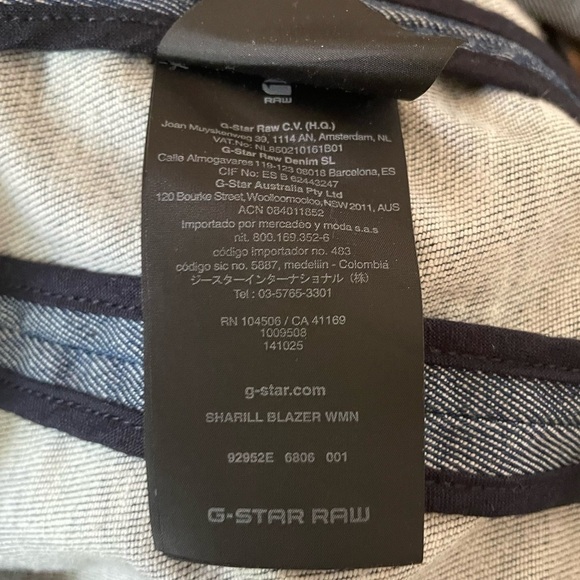 RAW
G-Star Raw C.V. (H.Q.)
Joan Muyskenweg 39, 1114 AN, Amsterdam, NL
VAT.No: NL850210161B01
G-Star Raw Denim SL
Calle Almogavares 119-123 08018 Barcelona, ES
CIF No: ES B 62443247
G-Star Australia Pty Ltd
120 Bourke Street, Woolloomooloo, NSW 2011, AUS
ACN 084011852
Importado por mercadeo y moda s.a.s
nit. 800.169.352-6
código importador no. 483
código sic no. 5887, medellin - Colombia
ジースターインターナショナル（株）
Tel : 03-5765-3301
RN 104506 / CA 41169
1009508
141025
g-star.com
SHARILL BLAZER WMN
92952E 6806 001
G-STAR RAW